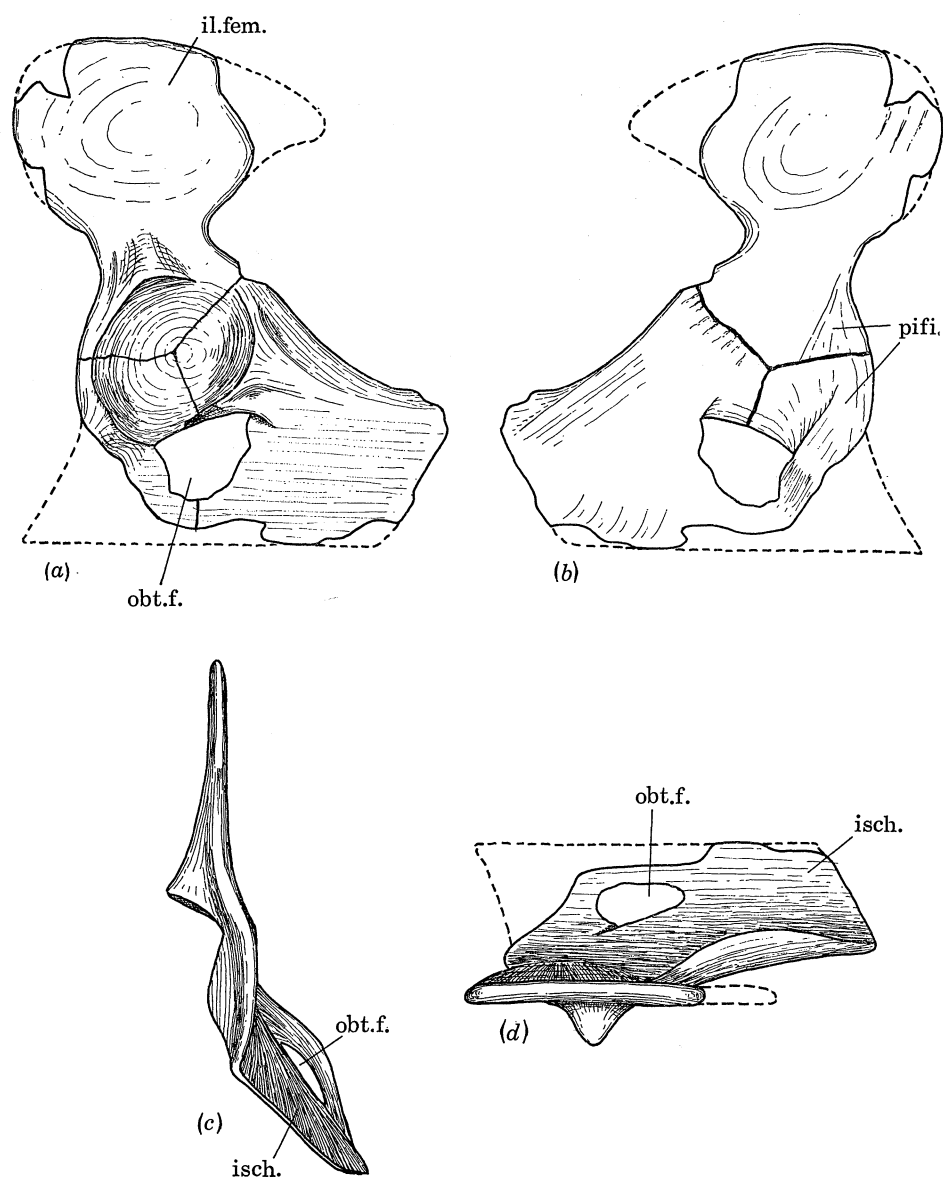 il.fem.
pifi.
(a)
(b)
obt.f.
obt.f.
isch.
(d)
obt.f.
(c)
isch.